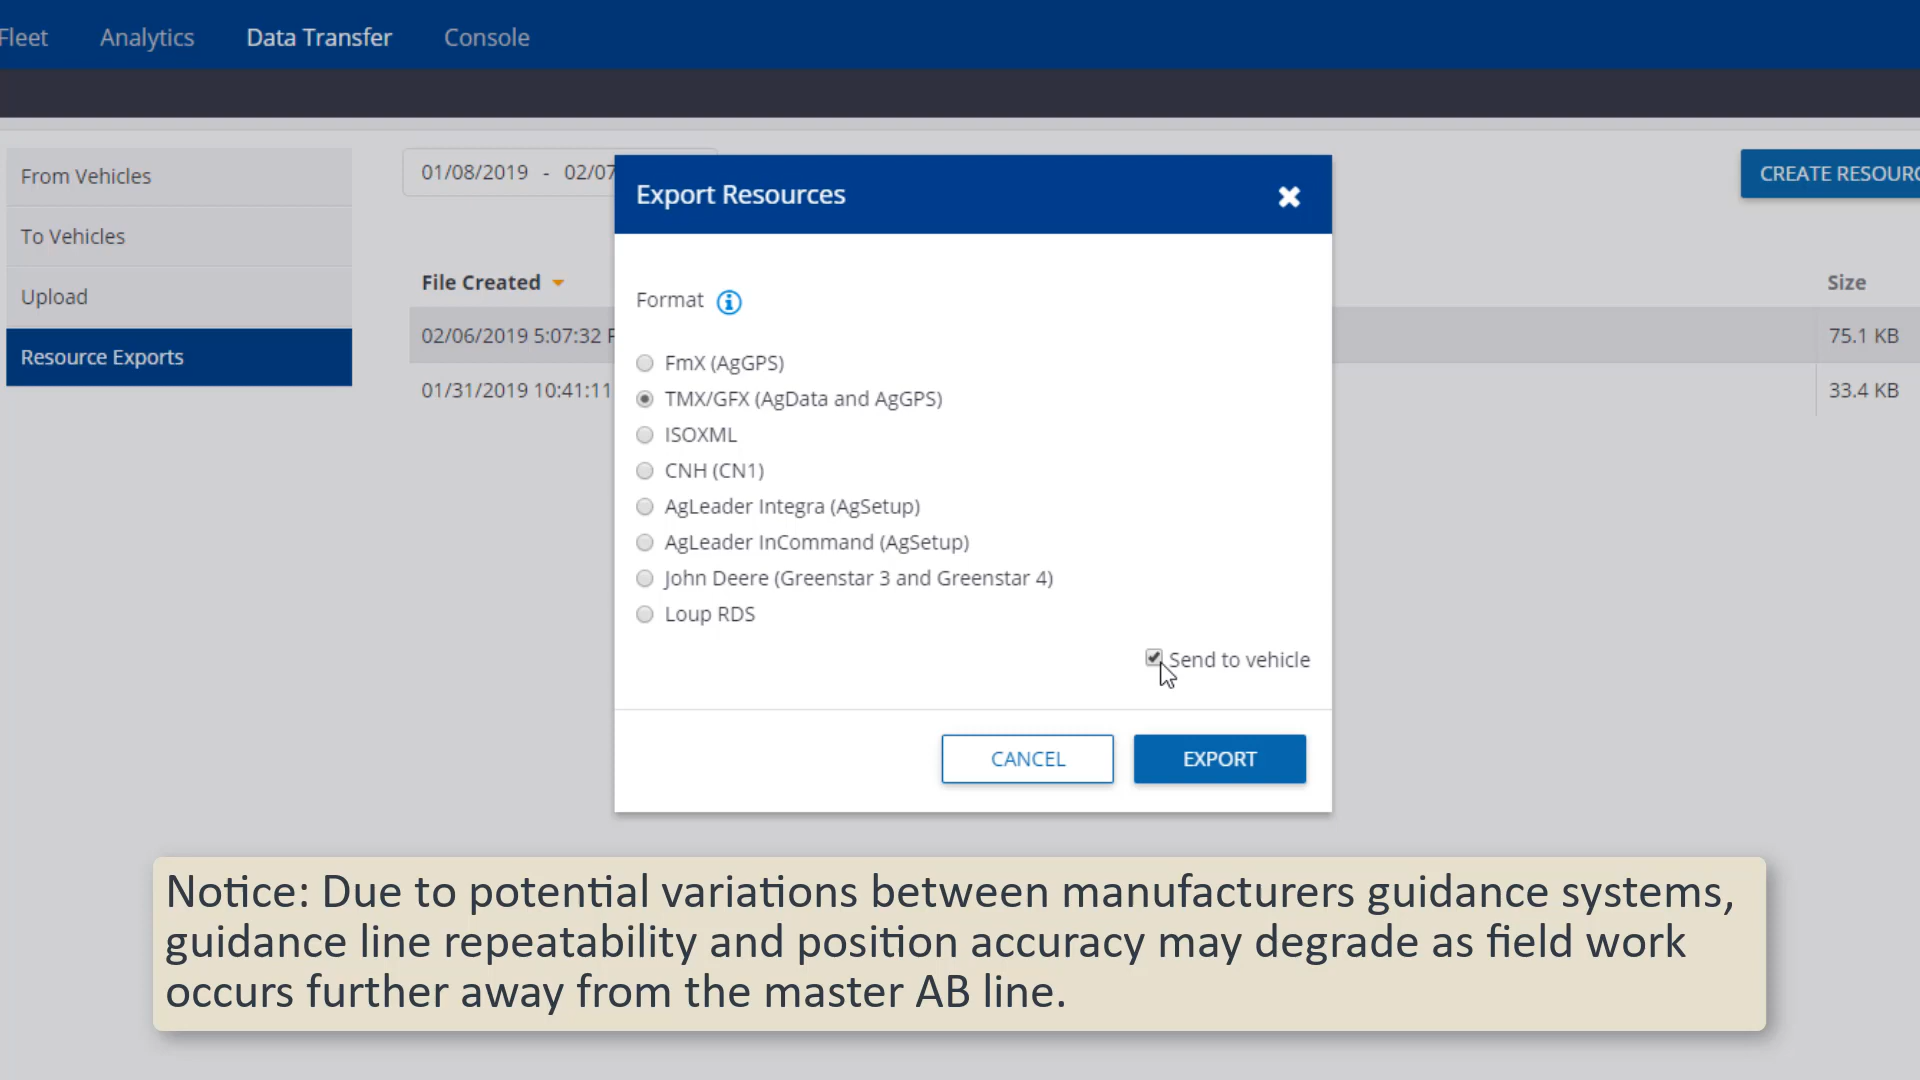 Fleet Analytics Data Transfer Console
From Vehicles
To Vehicles
Upload
Resource Exports
01/08/2019 - 02/07
CREATE RESOURC
File Created
Size
02/06/2019 5:07:32 P
75.1 KB
01/31/2019 10:41:11
33.4 KB
Export Resources
Format
FmX (AgGPS)
TMX/GFX (AgData and AgGPS)
ISOXML
CNH (CN1)
AgLeader Integra (AgSetup)
AgLeader InCommand (AgSetup)
John Deere (Greenstar 3 and Greenstar 4)
Loup RDS
Send to vehicle
CANCEL
EXPORT
Notice: Due to potential variations between manufacturers guidance systems,
guidance line repeatability and position accuracy may degrade as field work
occurs further away from the master AB line.